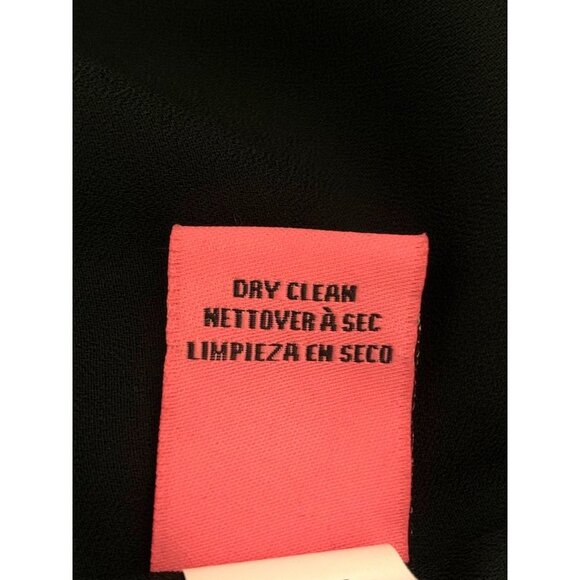 DRY CLEAN
NETTOYER À SEC
LIMPIEZA EN SECO